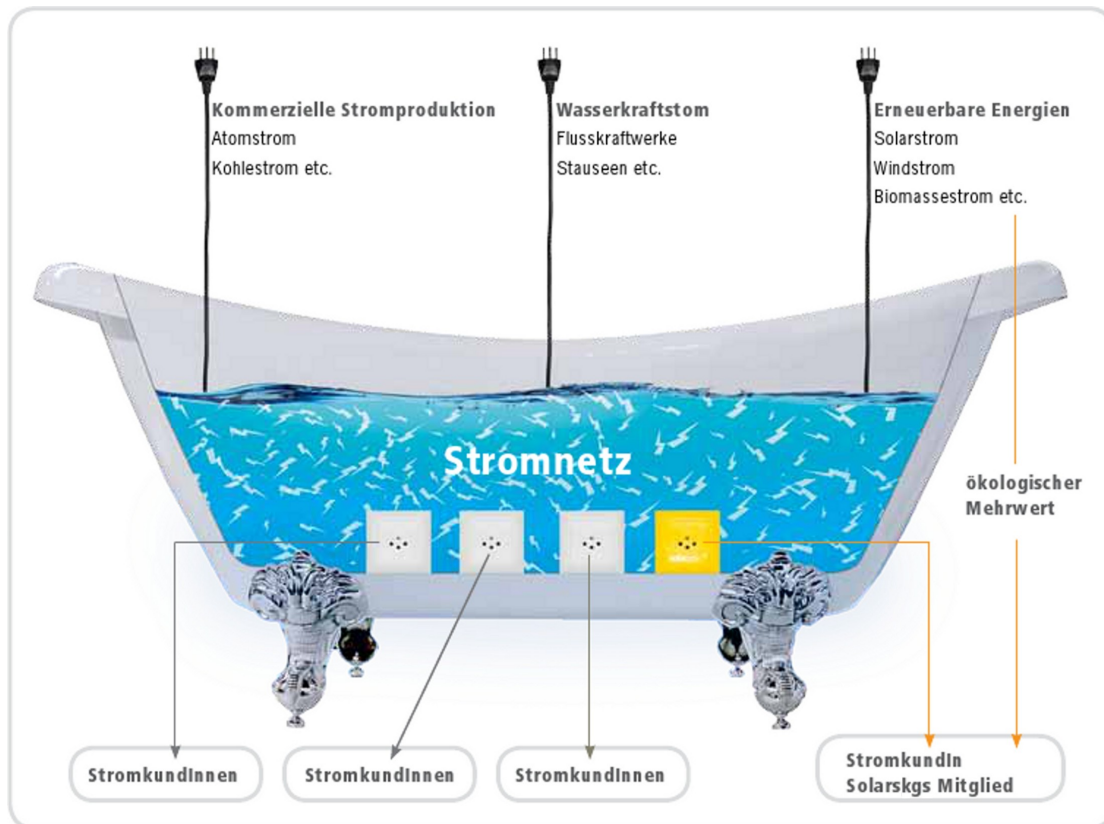 Kommerzielle Stromproduktion
Atomstrom
Kohlestrom etc.
Wasserkraftstom
Flusskraftwerke
Stauseen etc.
Erneuerbare Energien
Solarstrom
Windstrom
Biomassestrom etc.
Stromnetz
ökologischer
Mehrwert
StromkundInnen
StromkundInnen
StromkundInnen
StromkundIn
Solarskgs Mitglied